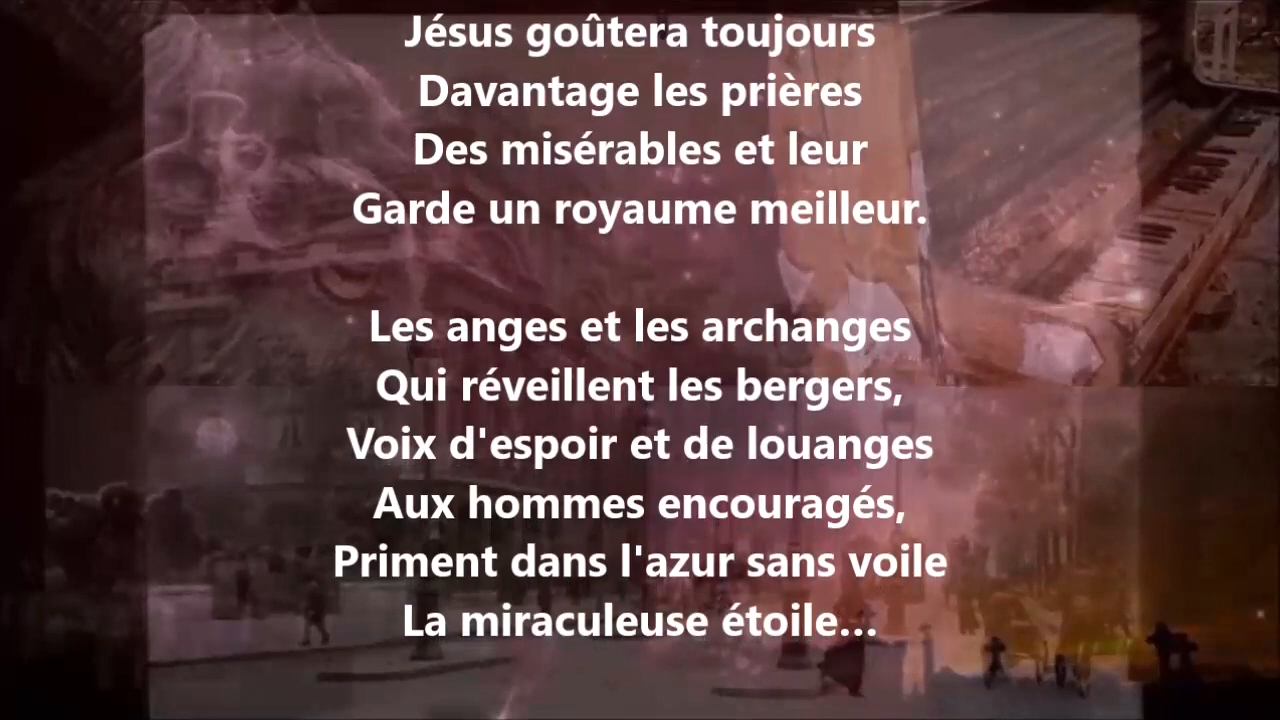 Jésus goûtera toujours
Davantage les prières
Des misérables et leur
Garde un royaume meilleur.
Les anges et les archanges
Qui réveillent les bergers,
Voix d'espoir et de louanges
Aux hommes encouragés,
Priment dans l'azur sans voile
La miraculeuse étoile...